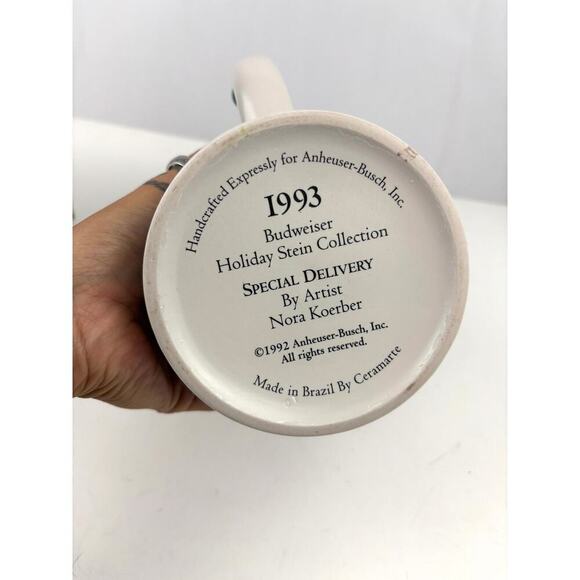 Handcrafted Expressly for Anheuser-Busch, Inc.
1993
Budweiser
Holiday Stein Collection
SPECIAL DELIVERY
By Artist
Nora Koerber
©1992 Anheuser-Busch, Inc.
All rights reserved.
Made in Brazil By Ceramarte